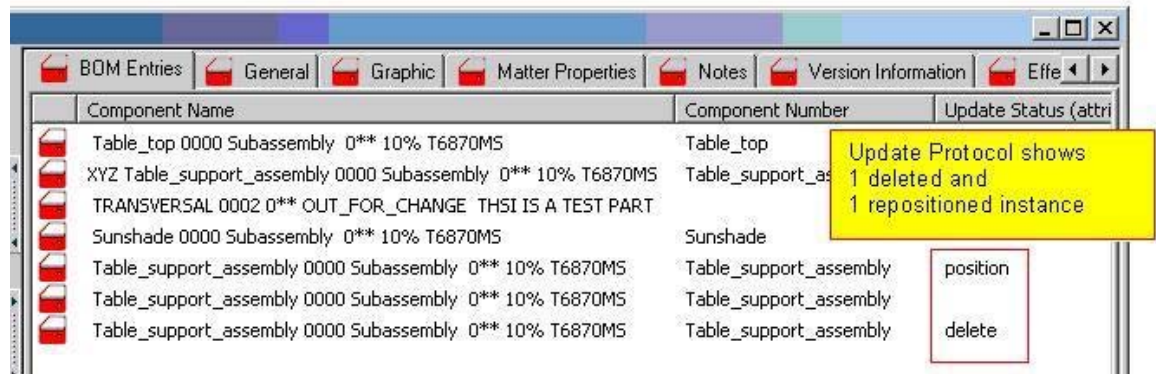 BOM Entries General Graphic Matter Properties Notes Version Information Effe
Component Name Component Number Update Status (attri
Table_top 0000 Subassembly 0** 10% T6870MS Table_top
XYZ Table_support_assembly 0000 Subassembly 0** 10% T6870MS Table_support_as
TRANSVERSAL 0002 0** OUT_FOR_CHANGE THSI IS A TEST PART
Sunshade 0000 Subassembly 0** 10% T6870MS Sunshade
Table_support_assembly 0000 Subassembly 0** 10% T6870MS Table_support_assembly position
Table_support_assembly 0000 Subassembly 0** 10% T6870MS Table_support_assembly
Table_support_assembly 0000 Subassembly 0** 10% T6870MS Table_support_assembly delete
Update Protocol shows
1 deleted and
1 repositioned instance